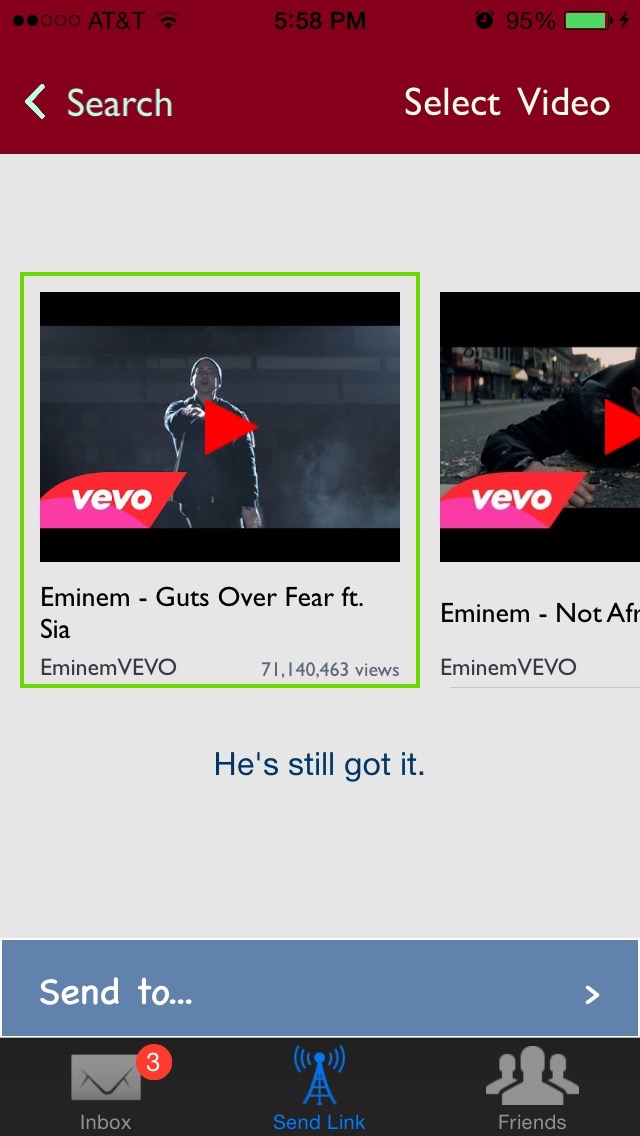 AT&T 5:58 PM 95%
Search Select Video
vevo vevo
Eminem - Guts Over Fear ft.
Sia
Eminem - Not Afr
EminemVEVO 71,140,463 views EminemVEVO
He's still got it.
Send to... >
3
Inbox Send Link Friends